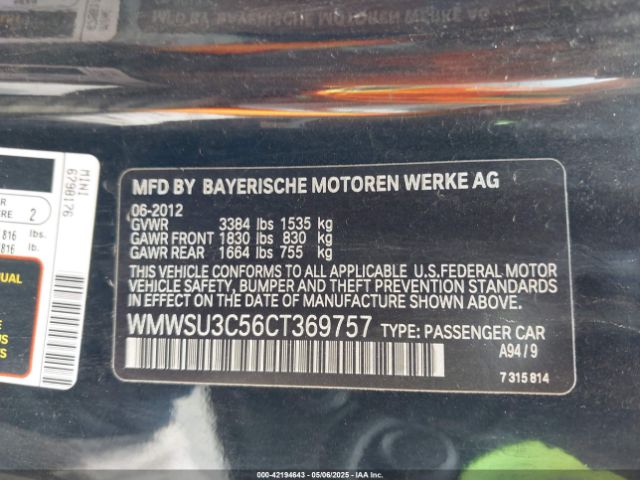 MFD BY BAYERISCHE MOTOREN WERKE AG
06-2012
GVWR 3384 lbs 1535 kg
GAWR FRONT 1830 lbs 830 kg
GAWR REAR 1664 lbs 755 kg
THIS VEHICLE CONFORMS TO ALL APPLICABLE U.S.FEDERAL MOTOR
VEHICLE SAFETY, BUMPER AND THEFT PREVENTION STANDARDS
IN EFFECT ON THE DATE OF MANUFACTURE SHOWN ABOVE.
WMWSU3C56CT369757 TYPE: PASSENGER CAR
A94 / 9
7 315 814
MINI
6798176
2
816 lbs.
816 lb.
000-42194643 - 05/06/2025 - IAA Inc.